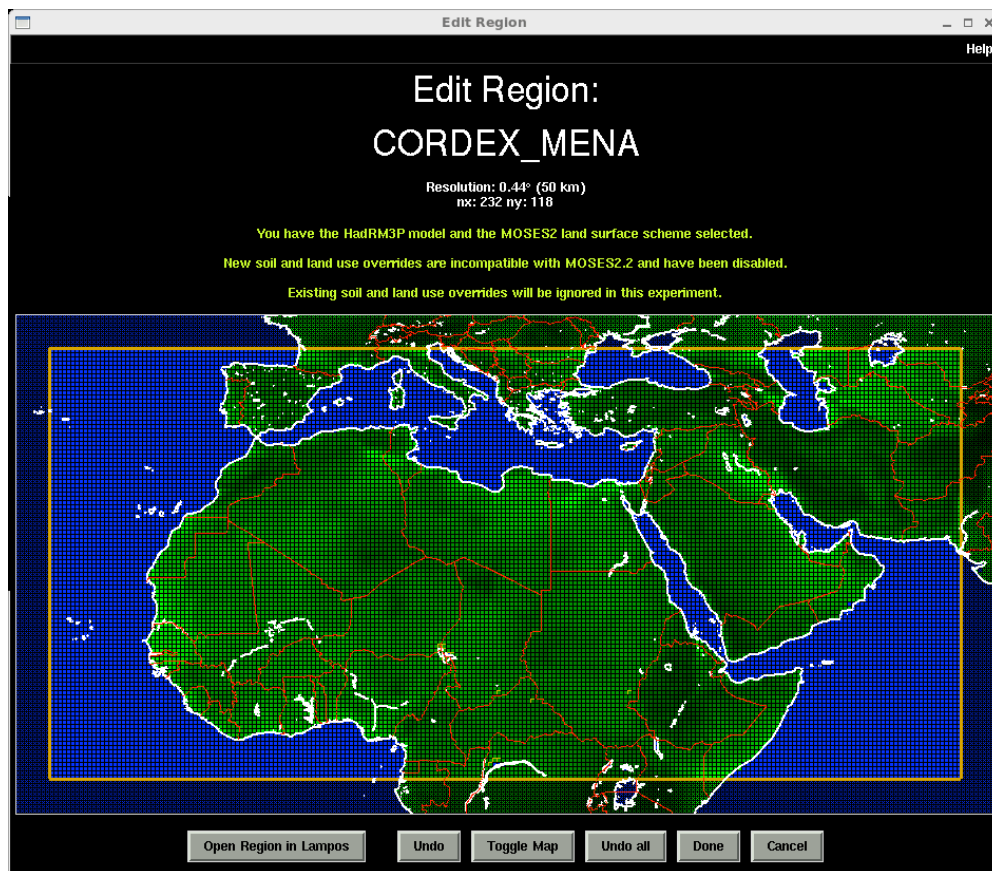 Edit Region
Help
Edit Region:
CORDEX_MENA
Resolution: 0.44° (50 km)
nx: 232 ny: 118
You have the HadRM3P model and the MOSES2 land surface scheme selected.
New soil and land use overrides are incompatible with MOSES2.2 and have been disabled.
Existing soil and land use overrides will be ignored in this experiment.
Open Region in Lampos
Undo
Toggle Map
Undo all
Done
Cancel